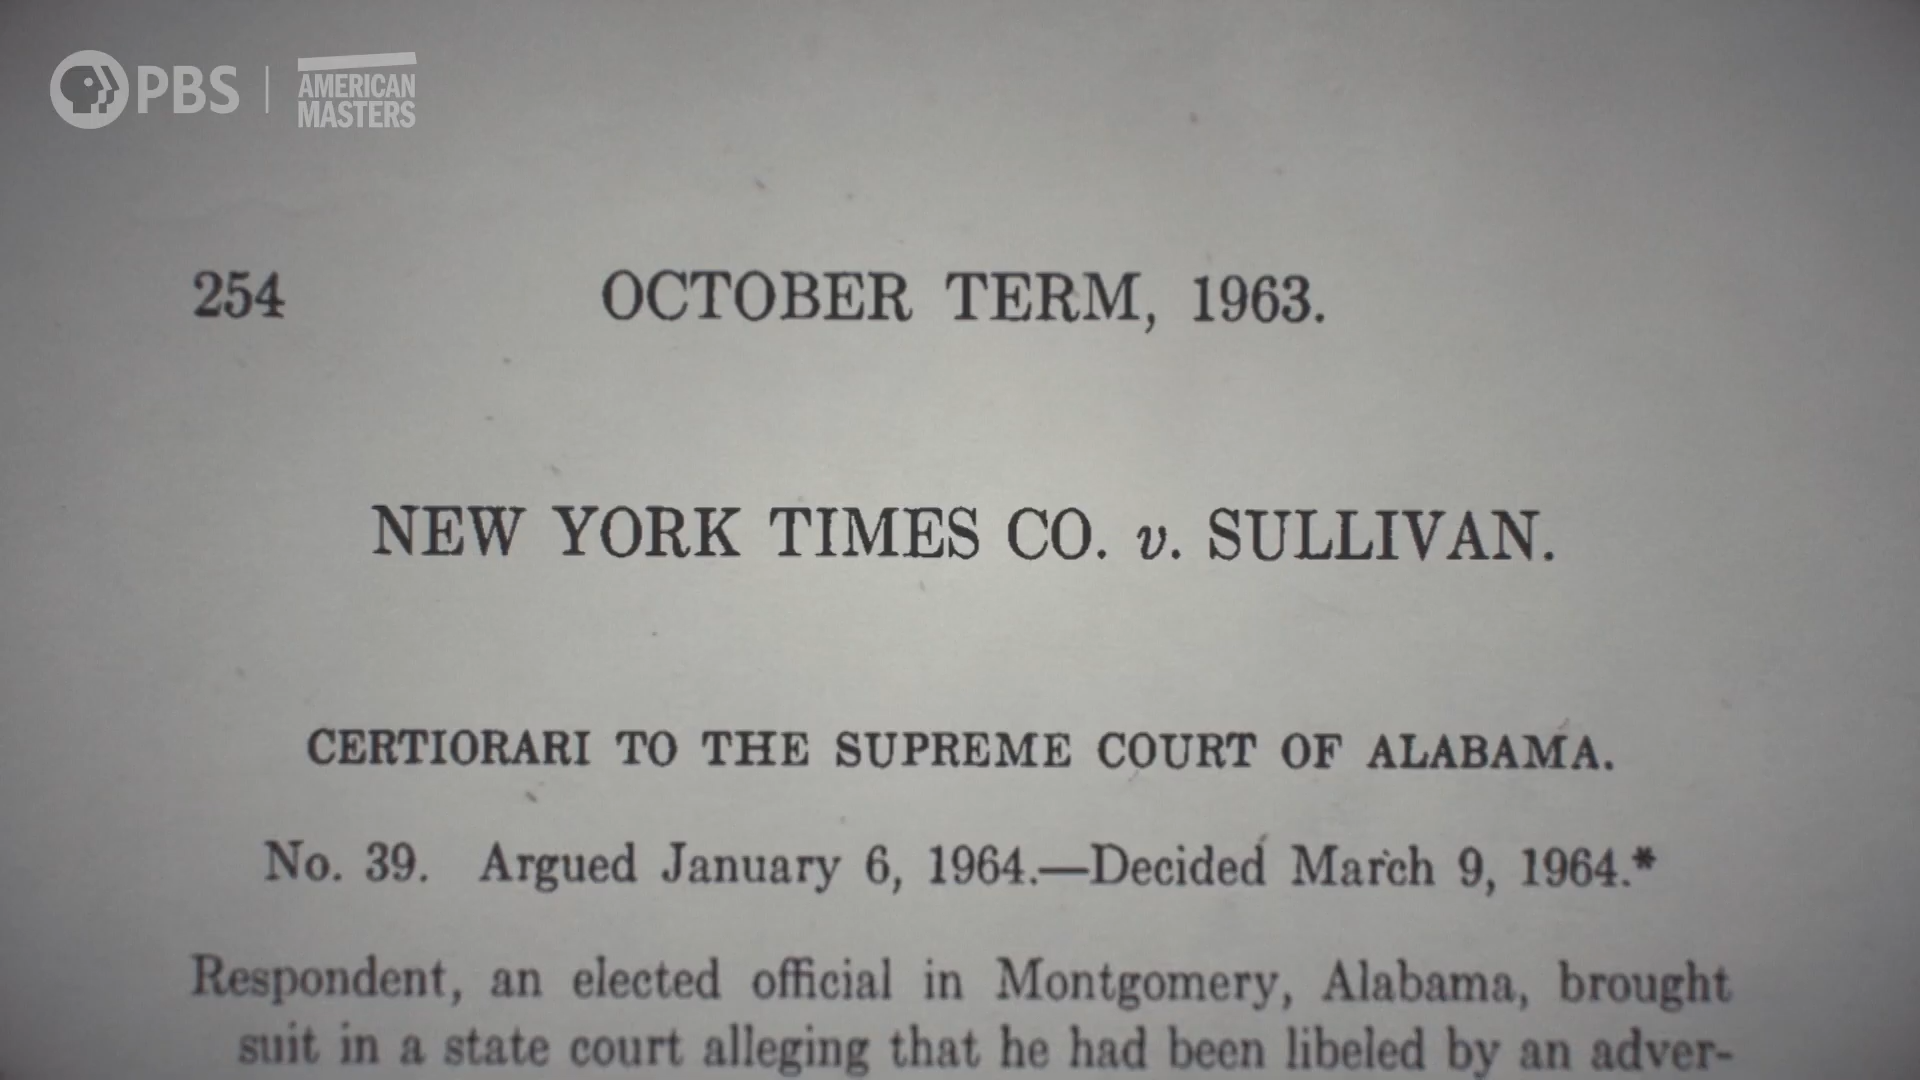 PBS | AMERICAN
MASTERS
254 OCTOBER TERM, 1963.
NEW YORK TIMES CO. v. SULLIVAN.
CERTIORARI TO THE SUPREME COURT OF ALABAMA.
No. 39. Argued January 6, 1964.—Decided March 9, 1964.*
Respondent, an elected official in Montgomery, Alabama, brought
suit in a state court alleging that he had been libeled by an adver-